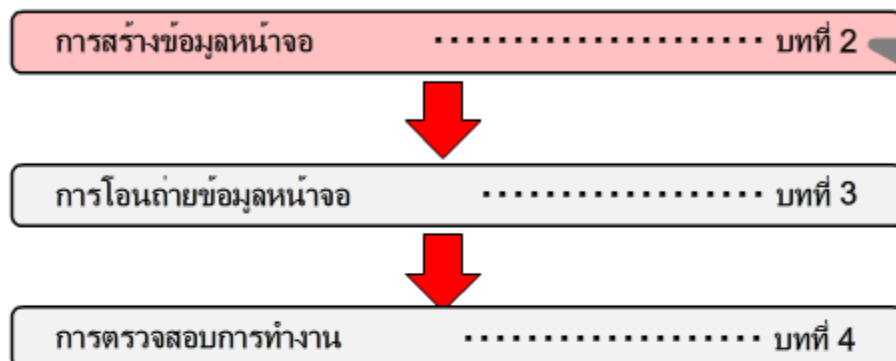 การสร้างข้อมูลหน้าจอ ····················· บทที่ 2
การโอนถ่ายข้อมูลหน้าจอ ·················· บทที่ 3
การตรวจสอบการทำงาน ··················· บทที่ 4